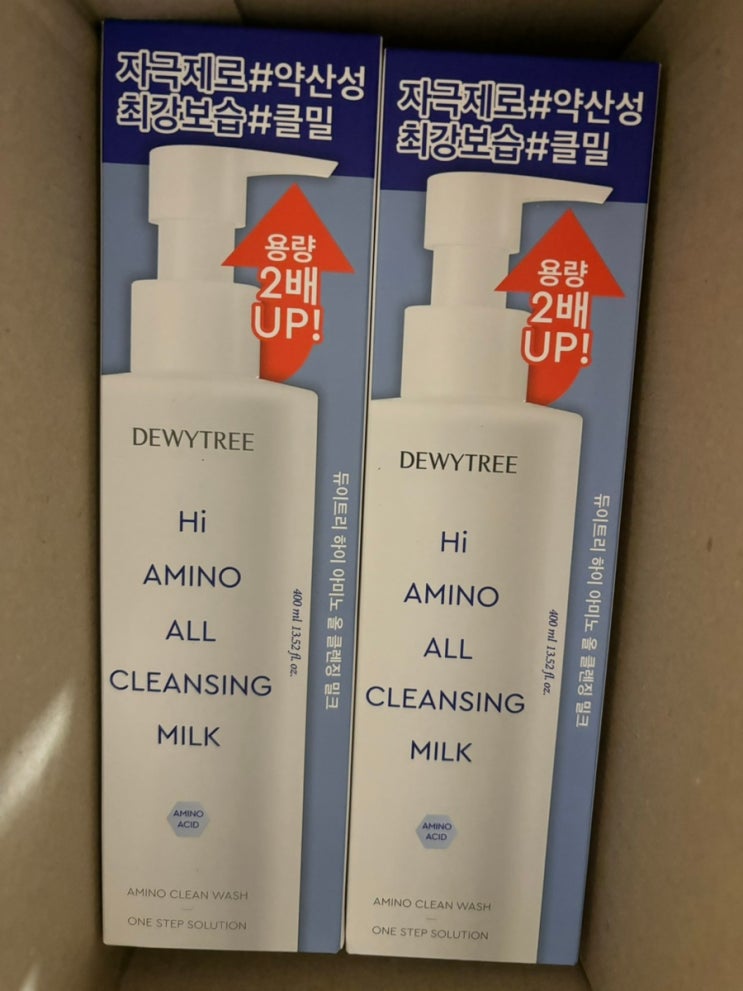 자극제로#약산성
최강보습#클밀
용량
2배
UP!
DEWYTREE
Hi
AMINO
ALL
CLEANSING
MILK
400 ml 13.52 fl. oz.
듀이트리 하이 아미노 올 클렌징 밀크
AMINO
ACID
AMINO CLEAN WASH
ONE STEP SOLUTION
자극제로#약산성
최강보습#클밀
용량
2배
UP!
DEWYTREE
Hi
AMINO
ALL
CLEANSING
MILK
400 ml 13.52 fl. oz.
듀이트리 하이 아미노 올 클렌징 밀크
AMINO
ACID
AMINO CLEAN WASH
ONE STEP SOLUTION